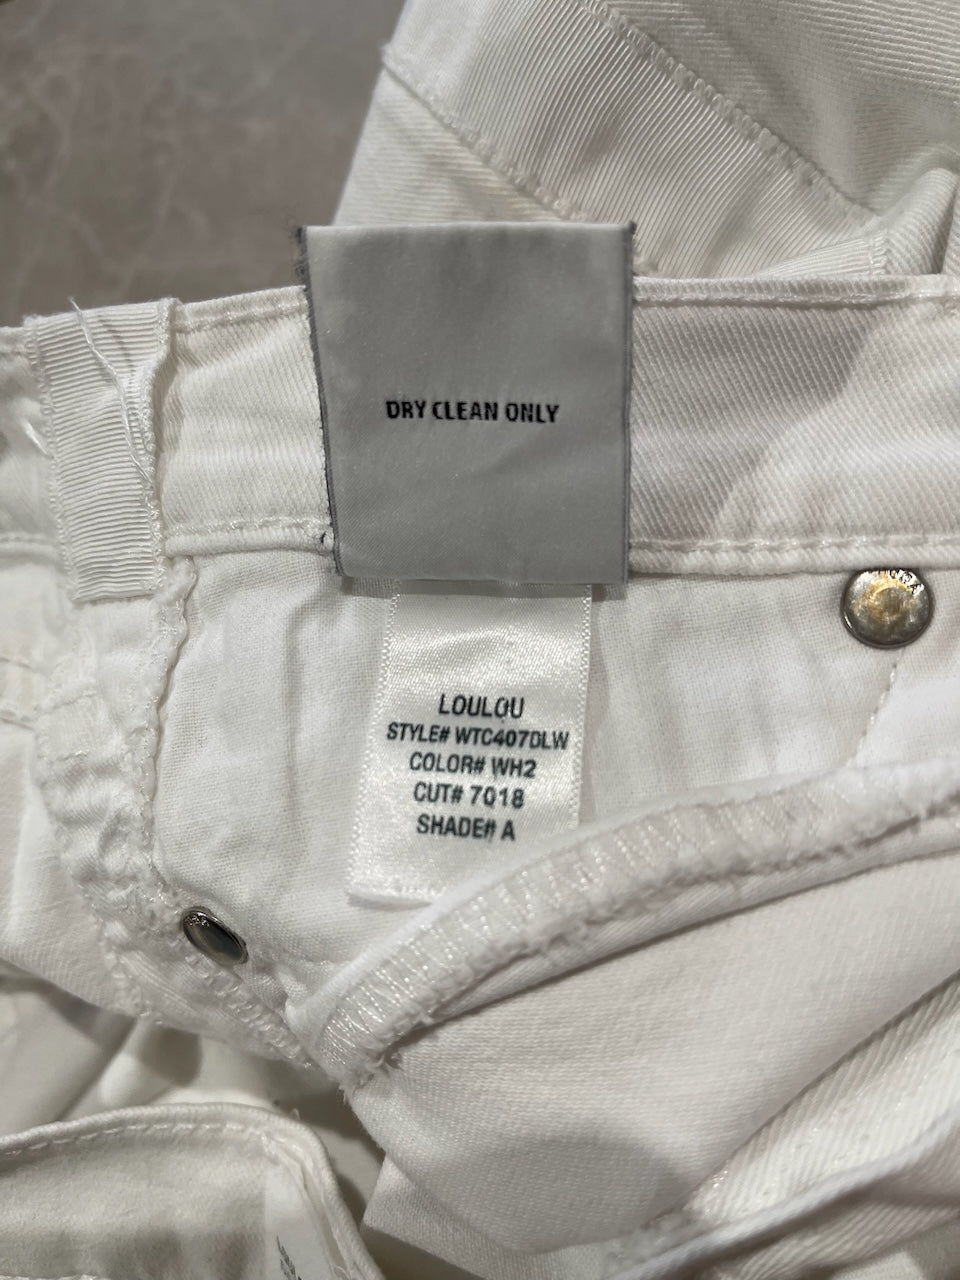 DRY CLEAN ONLY
LOULOU
STYLE# WTC407DLW
COLOR# WH2
CUT# 7018
SHADE# A